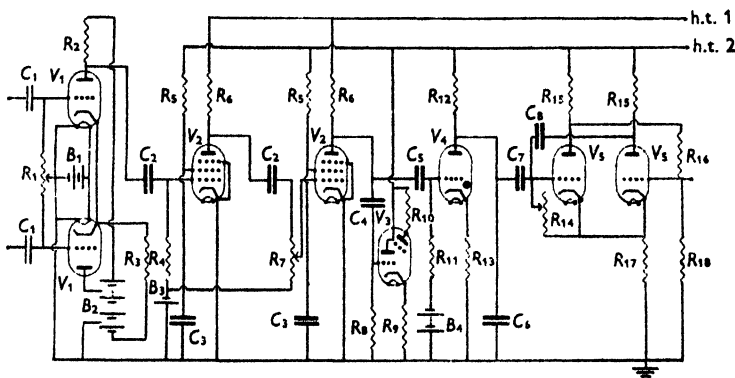 h.t. 1
h.t. 2
R2
C1 V1 R5 R6 R5 R6 R12 R15 R15
C8
V2 V2 V4
C2 C2 C5 C7 V5 V5 R16
R1 B1
C4 V3 R10 R14
C1
R3 R4 R7 R11 R13 R17 R18
V1 B3
B2 C3 C3 R8 R9 B4 C6